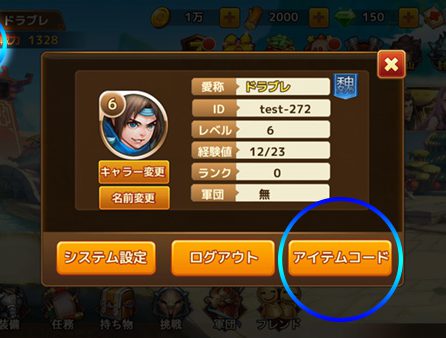 ドラブレ
1万
2000
150
1328
6
愛称 ドラブレ
ID test-272
レベル 6
経験値 12/23
ランク 0
軍団 無
キャラー変更
名前変更
システム設定
ログアウト
アイテムコード
装備
任務
持ち物
挑戦
軍団
フレンド